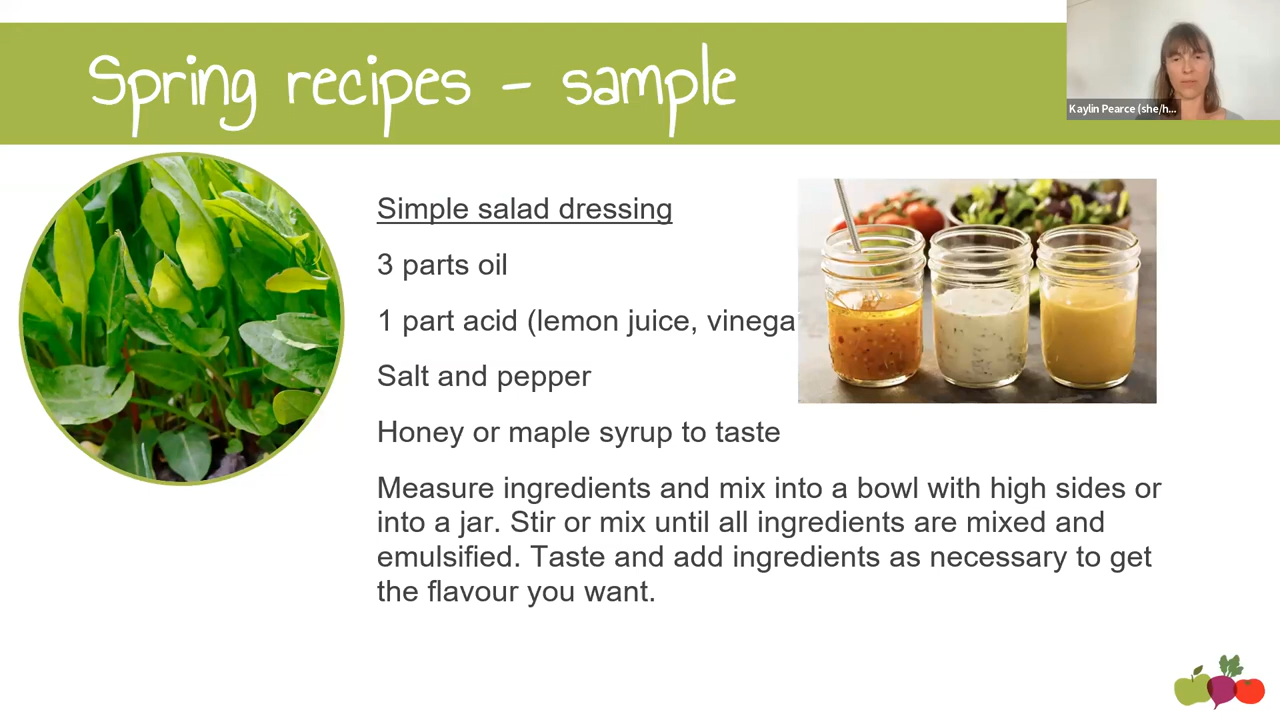 Spring recipes - sample
Kaylin Pearce (she/h...
Simple salad dressing
3 parts oil
1 part acid (lemon juice, vinega
Salt and pepper
Honey or maple syrup to taste
Measure ingredients and mix into a bowl with high sides or
into a jar. Stir or mix until all ingredients are mixed and
emulsified. Taste and add ingredients as necessary to get
the flavour you want.